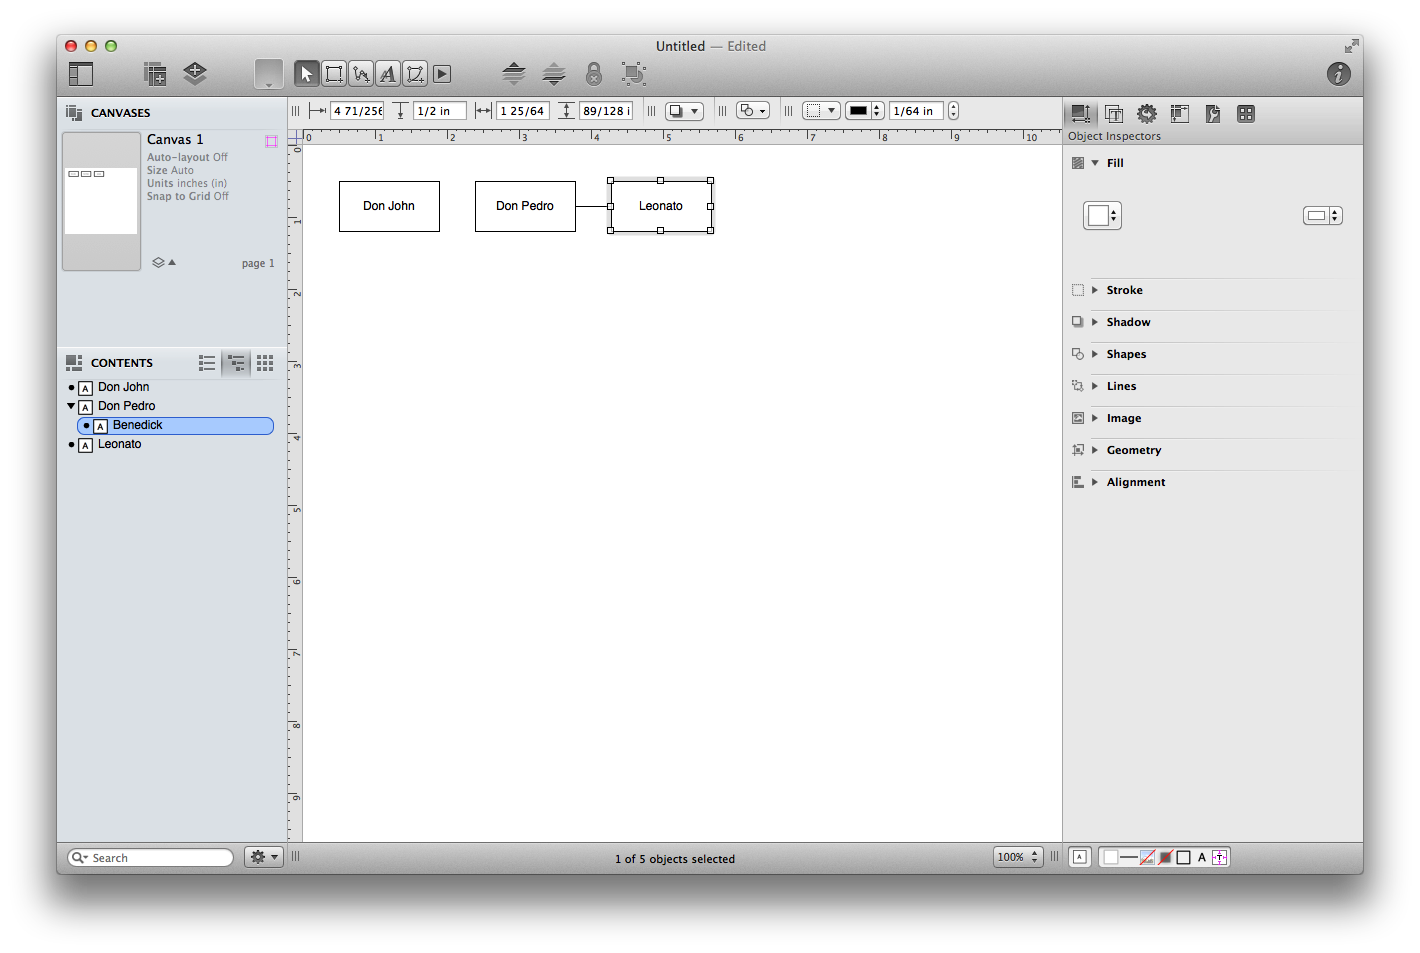 Untitled — Edited
CANVASES
4 71/256
1/2 in
1 25/64
89/128 i
1/64 in
Object Inspectors
0 1 2 3 4 5 6 7 8 9 10
Canvas 1
Auto-layout Off
Size Auto
Units inches (in)
Snap to Grid Off
page 1
0
1
2
3
4
5
6
7
8
9
Don John
Don Pedro
Leonato
Fill
Stroke
Shadow
Shapes
Lines
Image
Geometry
Alignment
CONTENTS
A Don John
A Don Pedro
A Benedick
A Leonato
Search
1 of 5 objects selected
100%
A
A
T